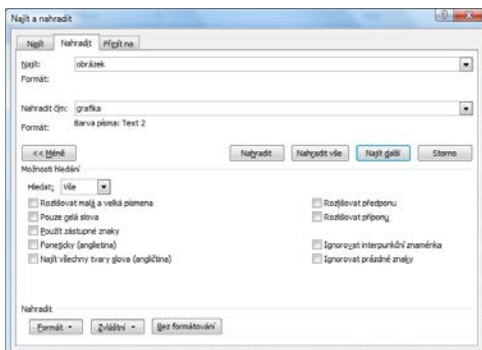 Najít a nahradit
Najít Nahradit Přejít na
Najít: obrázek
Formát:
Nahradit čím: grafika
Formát: Barva písma: Text 2
<< Méně Nahradit Nahradit vše Najít další Storno
Možnosti hledání
Hledat: Vše
Rozlišovat malá a velká písmena Rozlišovat předponu
Pouze celá slova Rozlišovat příponu
Použít zástupné znaky
Foneticky (angličtina) Ignorovat interpunkční znaménka
Najít všechny tvary slova (angličtina) Ignorovat prázdné znaky
Nahradit
Formát Zvláštní Bez formátování